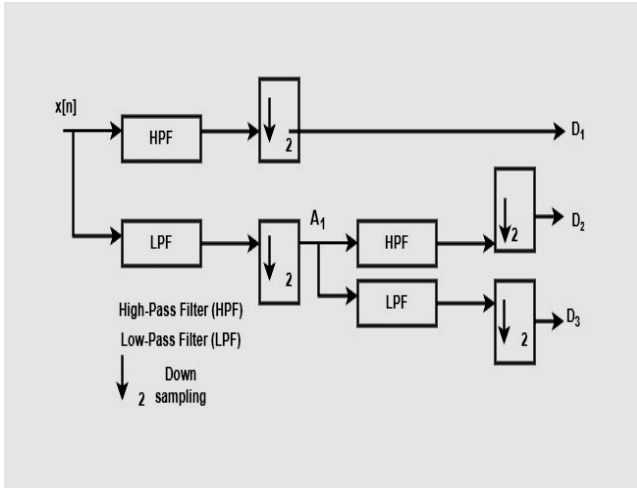 x[n]
HPF
2
D1
LPF
2
A1
HPF
2
D2
LPF
2
D3
High-Pass Filter (HPF)
Low-Pass Filter (LPF)
2 Down
sampling